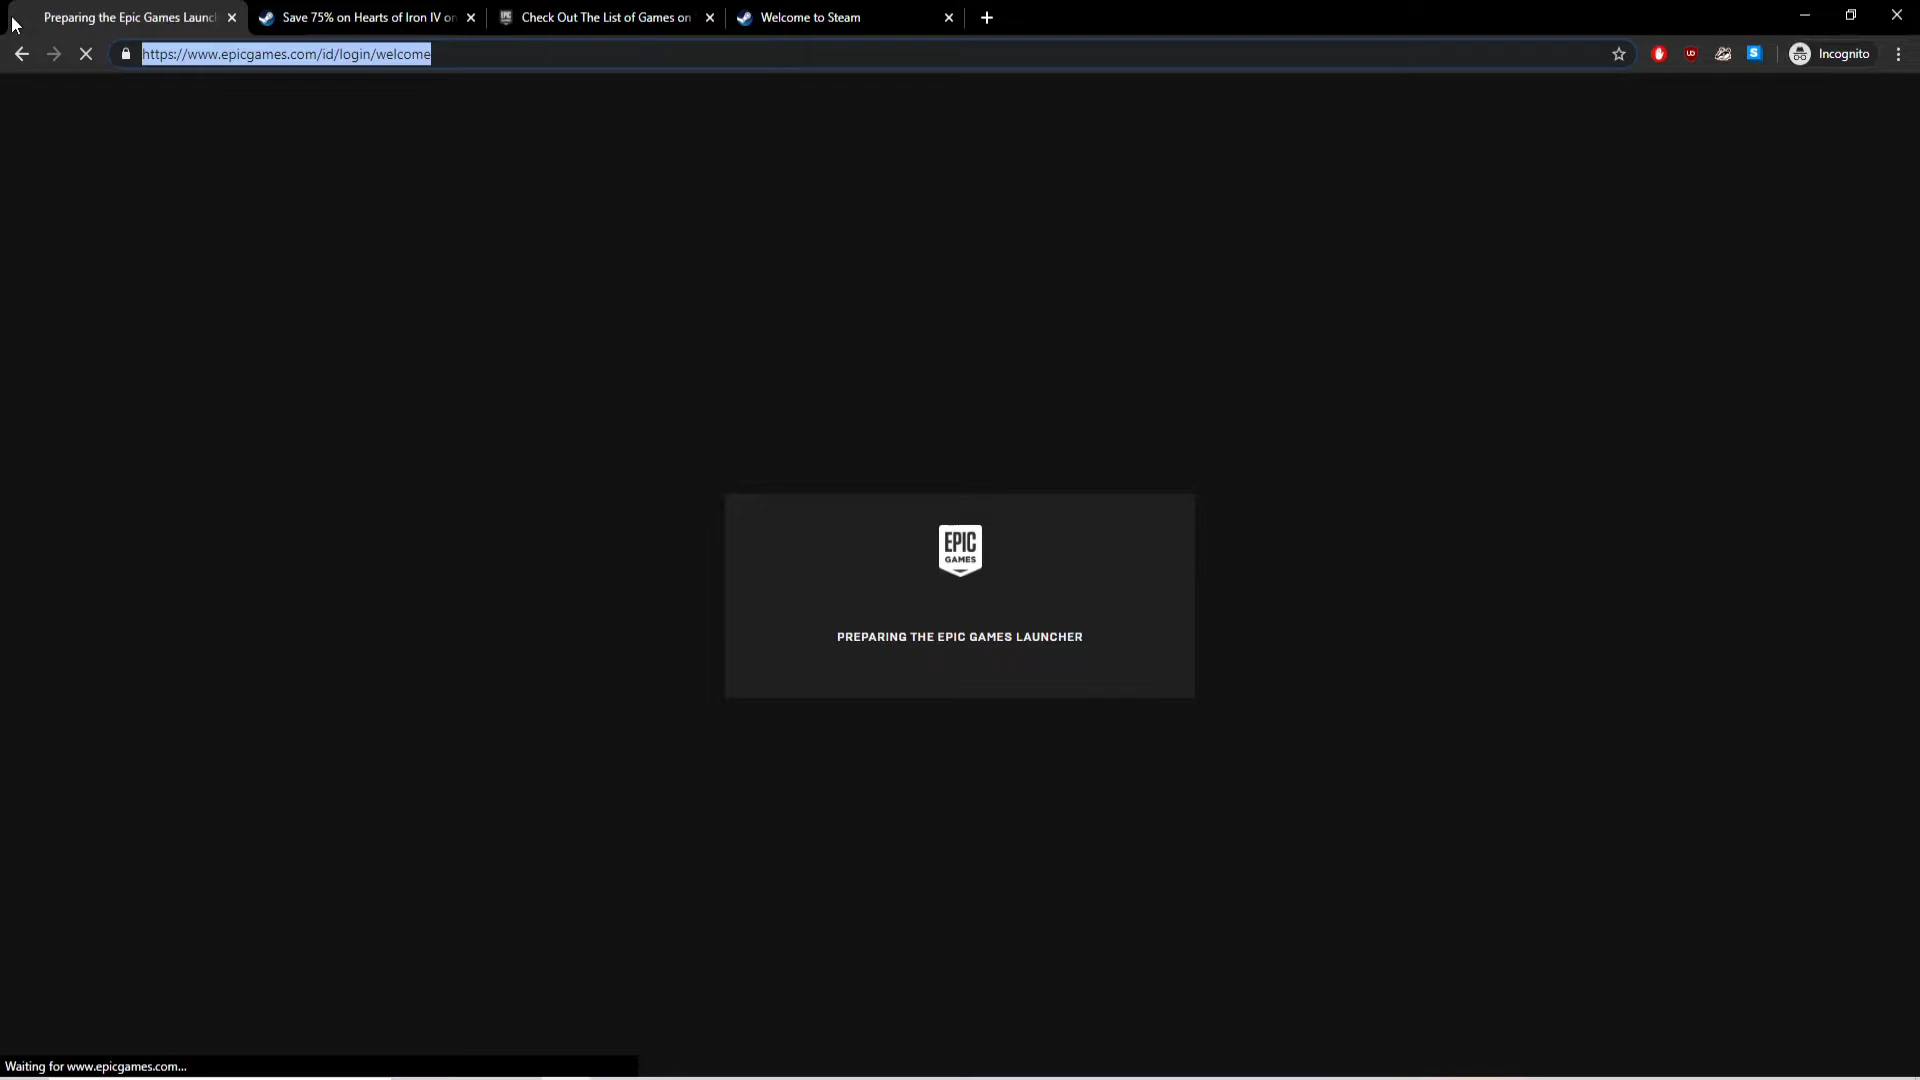 Preparing the Epic Games Launc
Save 75% on Hearts of Iron IV on
Check Out The List of Games on
Welcome to Steam
https://www.epicgames.com/id/login/welcome
Incognito
EPIC
GAMES
PREPARING THE EPIC GAMES LAUNCHER
Waiting for www.epicgames.com...